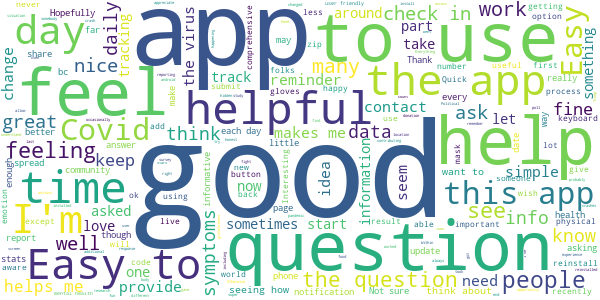 never Hopefully daily nice the virus app to use
many around check in work Easy something
less part option getting
day tracking comprehensive may zip the app
share change bc far track folks reminder take Thank number Quick useful first really process
feel helpful help
Covid submit gloves happy contact ask let fine
great better think each day data every way keyboard
feeling keep answer add makes me little mask date lot simple give
spread community good idea information seem want to someone wish
time enough ok using informative Interesting new button now back this app
emotion I'm asked live page see info health physical
except sometimes start result able important know
report well love though will symptoms question asking
stats aware Easy to code one update reinstall
helps me provide world phone the question need people
seeing how notification Not sure think about recently
mental health
user friendly